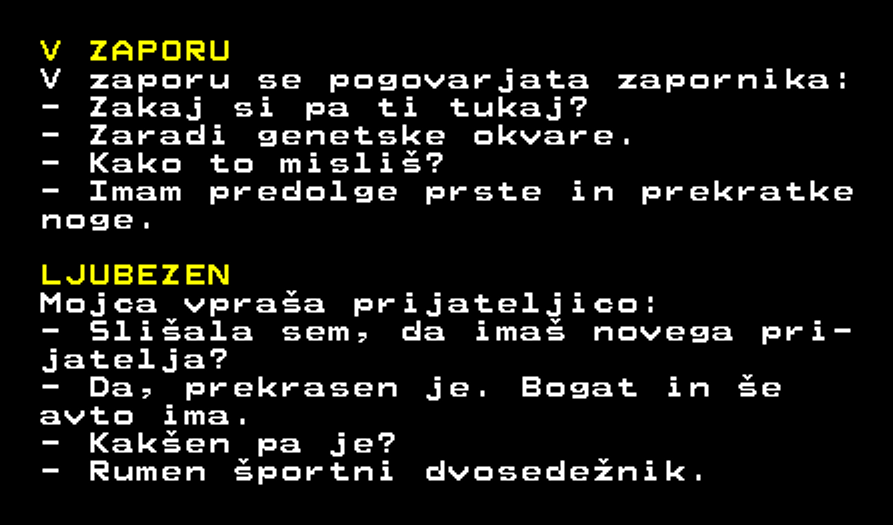 V ZAPORU
V zaporu se pogovarjata zapornika:
- Zakaj si pa ti tukaj?
- Zaradi genetske okvare.
- Kako to misliš?
- Imam predolge prste in prekratke
noge.
LJUBEZEN
Mojca vpraša prijateljico:
- Slišala sem, da imaš novega pri-
jatelja?
- Da, prekrasen je. Bogat in še
avto ima.
- Kakšen pa je?
- Rumen športni dvosedežnik.